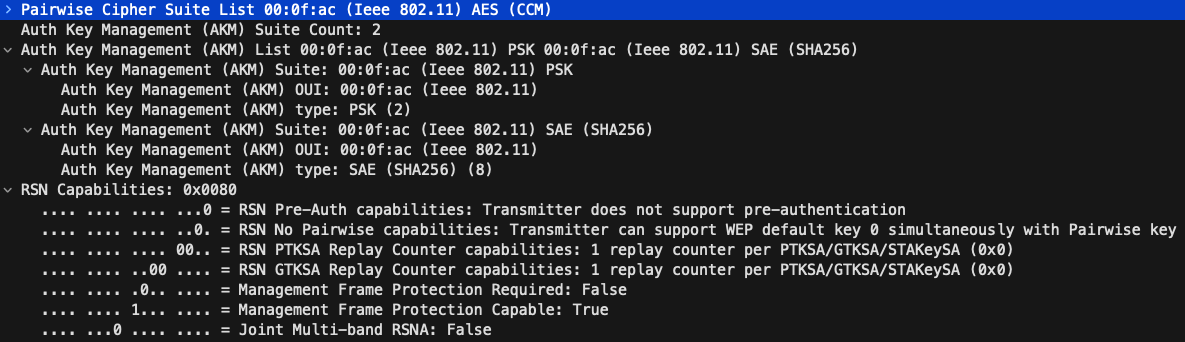 Pairwise Cipher Suite List 00:0f:ac (Ieee 802.11) AES (CCM)
Auth Key Management (AKM) Suite Count: 2
Auth Key Management (AKM) List 00:0f:ac (Ieee 802.11) PSK 00:0f:ac (Ieee 802.11) SAE (SHA256)
Auth Key Management (AKM) Suite: 00:0f:ac (Ieee 802.11) PSK
Auth Key Management (AKM) OUI: 00:0f:ac (Ieee 802.11)
Auth Key Management (AKM) type: PSK (2)
Auth Key Management (AKM) Suite: 00:0f:ac (Ieee 802.11) SAE (SHA256)
Auth Key Management (AKM) OUI: 00:0f:ac (Ieee 802.11)
Auth Key Management (AKM) type: SAE (SHA256) (8)
RSN Capabilities: 0x0080
.... .... .... ...0 = RSN Pre-Auth capabilities: Transmitter does not support pre-authentication
.... .... .... ..0. = RSN No Pairwise capabilities: Transmitter can support WEP default key 0 simultaneously with Pairwise key
.... .... .... 00.. = RSN PTKSA Replay Counter capabilities: 1 replay counter per PTKSA/GTKSA/STAKeySA (0x0)
.... .... ..00 .... = RSN GTKSA Replay Counter capabilities: 1 replay counter per PTKSA/GTKSA/STAKeySA (0x0)
.... .... .0.. .... = Management Frame Protection Required: False
.... .... 1... .... = Management Frame Protection Capable: True
.... ...0 .... .... = Joint Multi-band RSNA: False